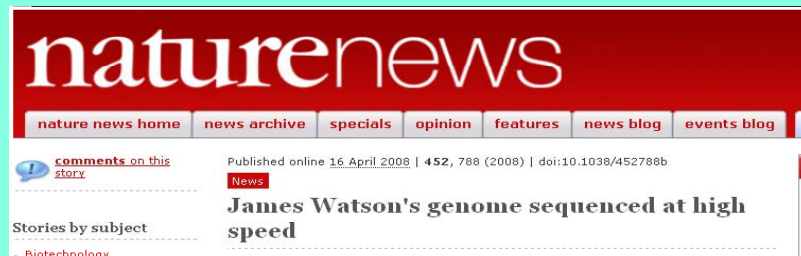 naturenews
nature news home news archive specials opinion features news blog events blog
comments on this
story
Published online 16 April 2008 | 452, 788 (2008) | doi:10.1038/452788b
News
James Watson's genome sequenced at high
speed
Stories by subject
Biotechnology